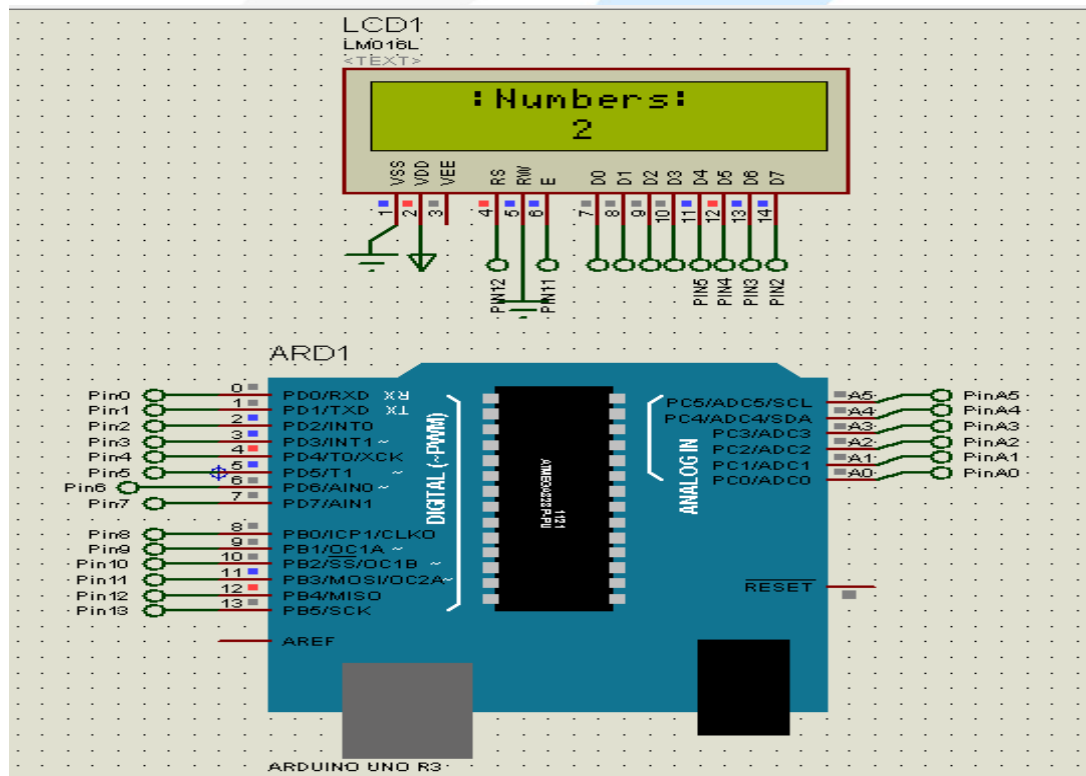 LCD1
LM016L
<TEXT>
:Numbers:
2
VSS VDD VEE RS RW E D0 D1 D2 D3 D4 D5 D6 D7
1 2 3 4 5 6 7 8 9 10 11 12 13 14
PIN12 PIN11 PIN5 PIN4 PIN3 PIN2
ARD1
Pin0 0 PD0/RXD RX A5 PC5/ADC5/SCL PinA5
Pin1 1 PD1/TXD TX A4 PC4/ADC4/SDA PinA4
Pin2 2 PD2/INT0 A3 PC3/ADC3 PinA3
Pin3 3 PD3/INT1 ~ A2 PC2/ADC2 PinA2
Pin4 4 PD4/T0/XCK A1 PC1/ADC1 PinA1
Pin5 5 PD5/T1 ~ A0 PC0/ADC0 PinA0
Pin6 6 PD6/AIN0 ~
Pin7 7 PD7/AIN1
DIGITAL (~PWM)
ANALOG IN
1121
Pin8 8 PB0/ICP1/CLKO
Pin9 9 PB1/OC1A ~
Pin10 10 PB2/SS/OC1B ~
Pin11 11 PB3/MOSI/OC2A ~
Pin12 12 PB4/MISO
Pin13 13 PB5/SCK
RESET
AREF
ARDUINO UNO R3